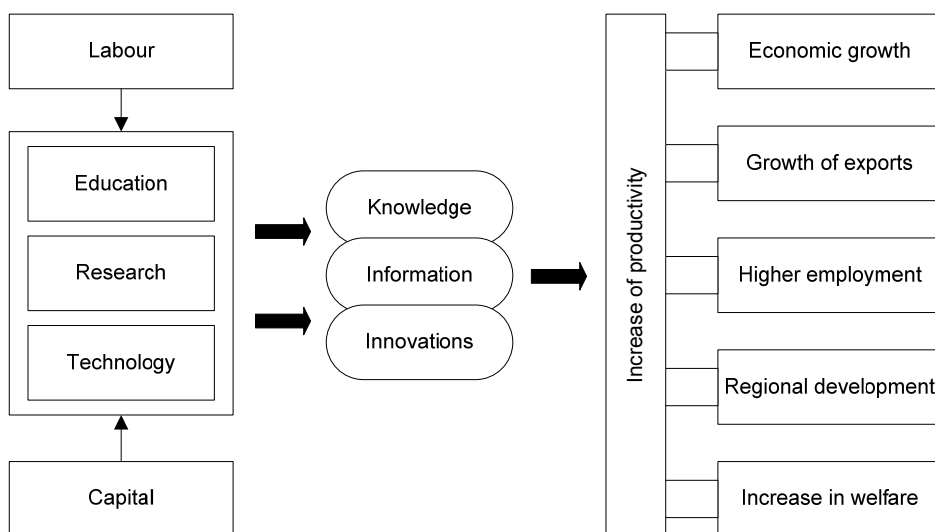 Labour
Education
Research
Technology
Capital
Knowledge
Information
Innovations
Increase of productivity
Economic growth
Growth of exports
Higher employment
Regional development
Increase in welfare